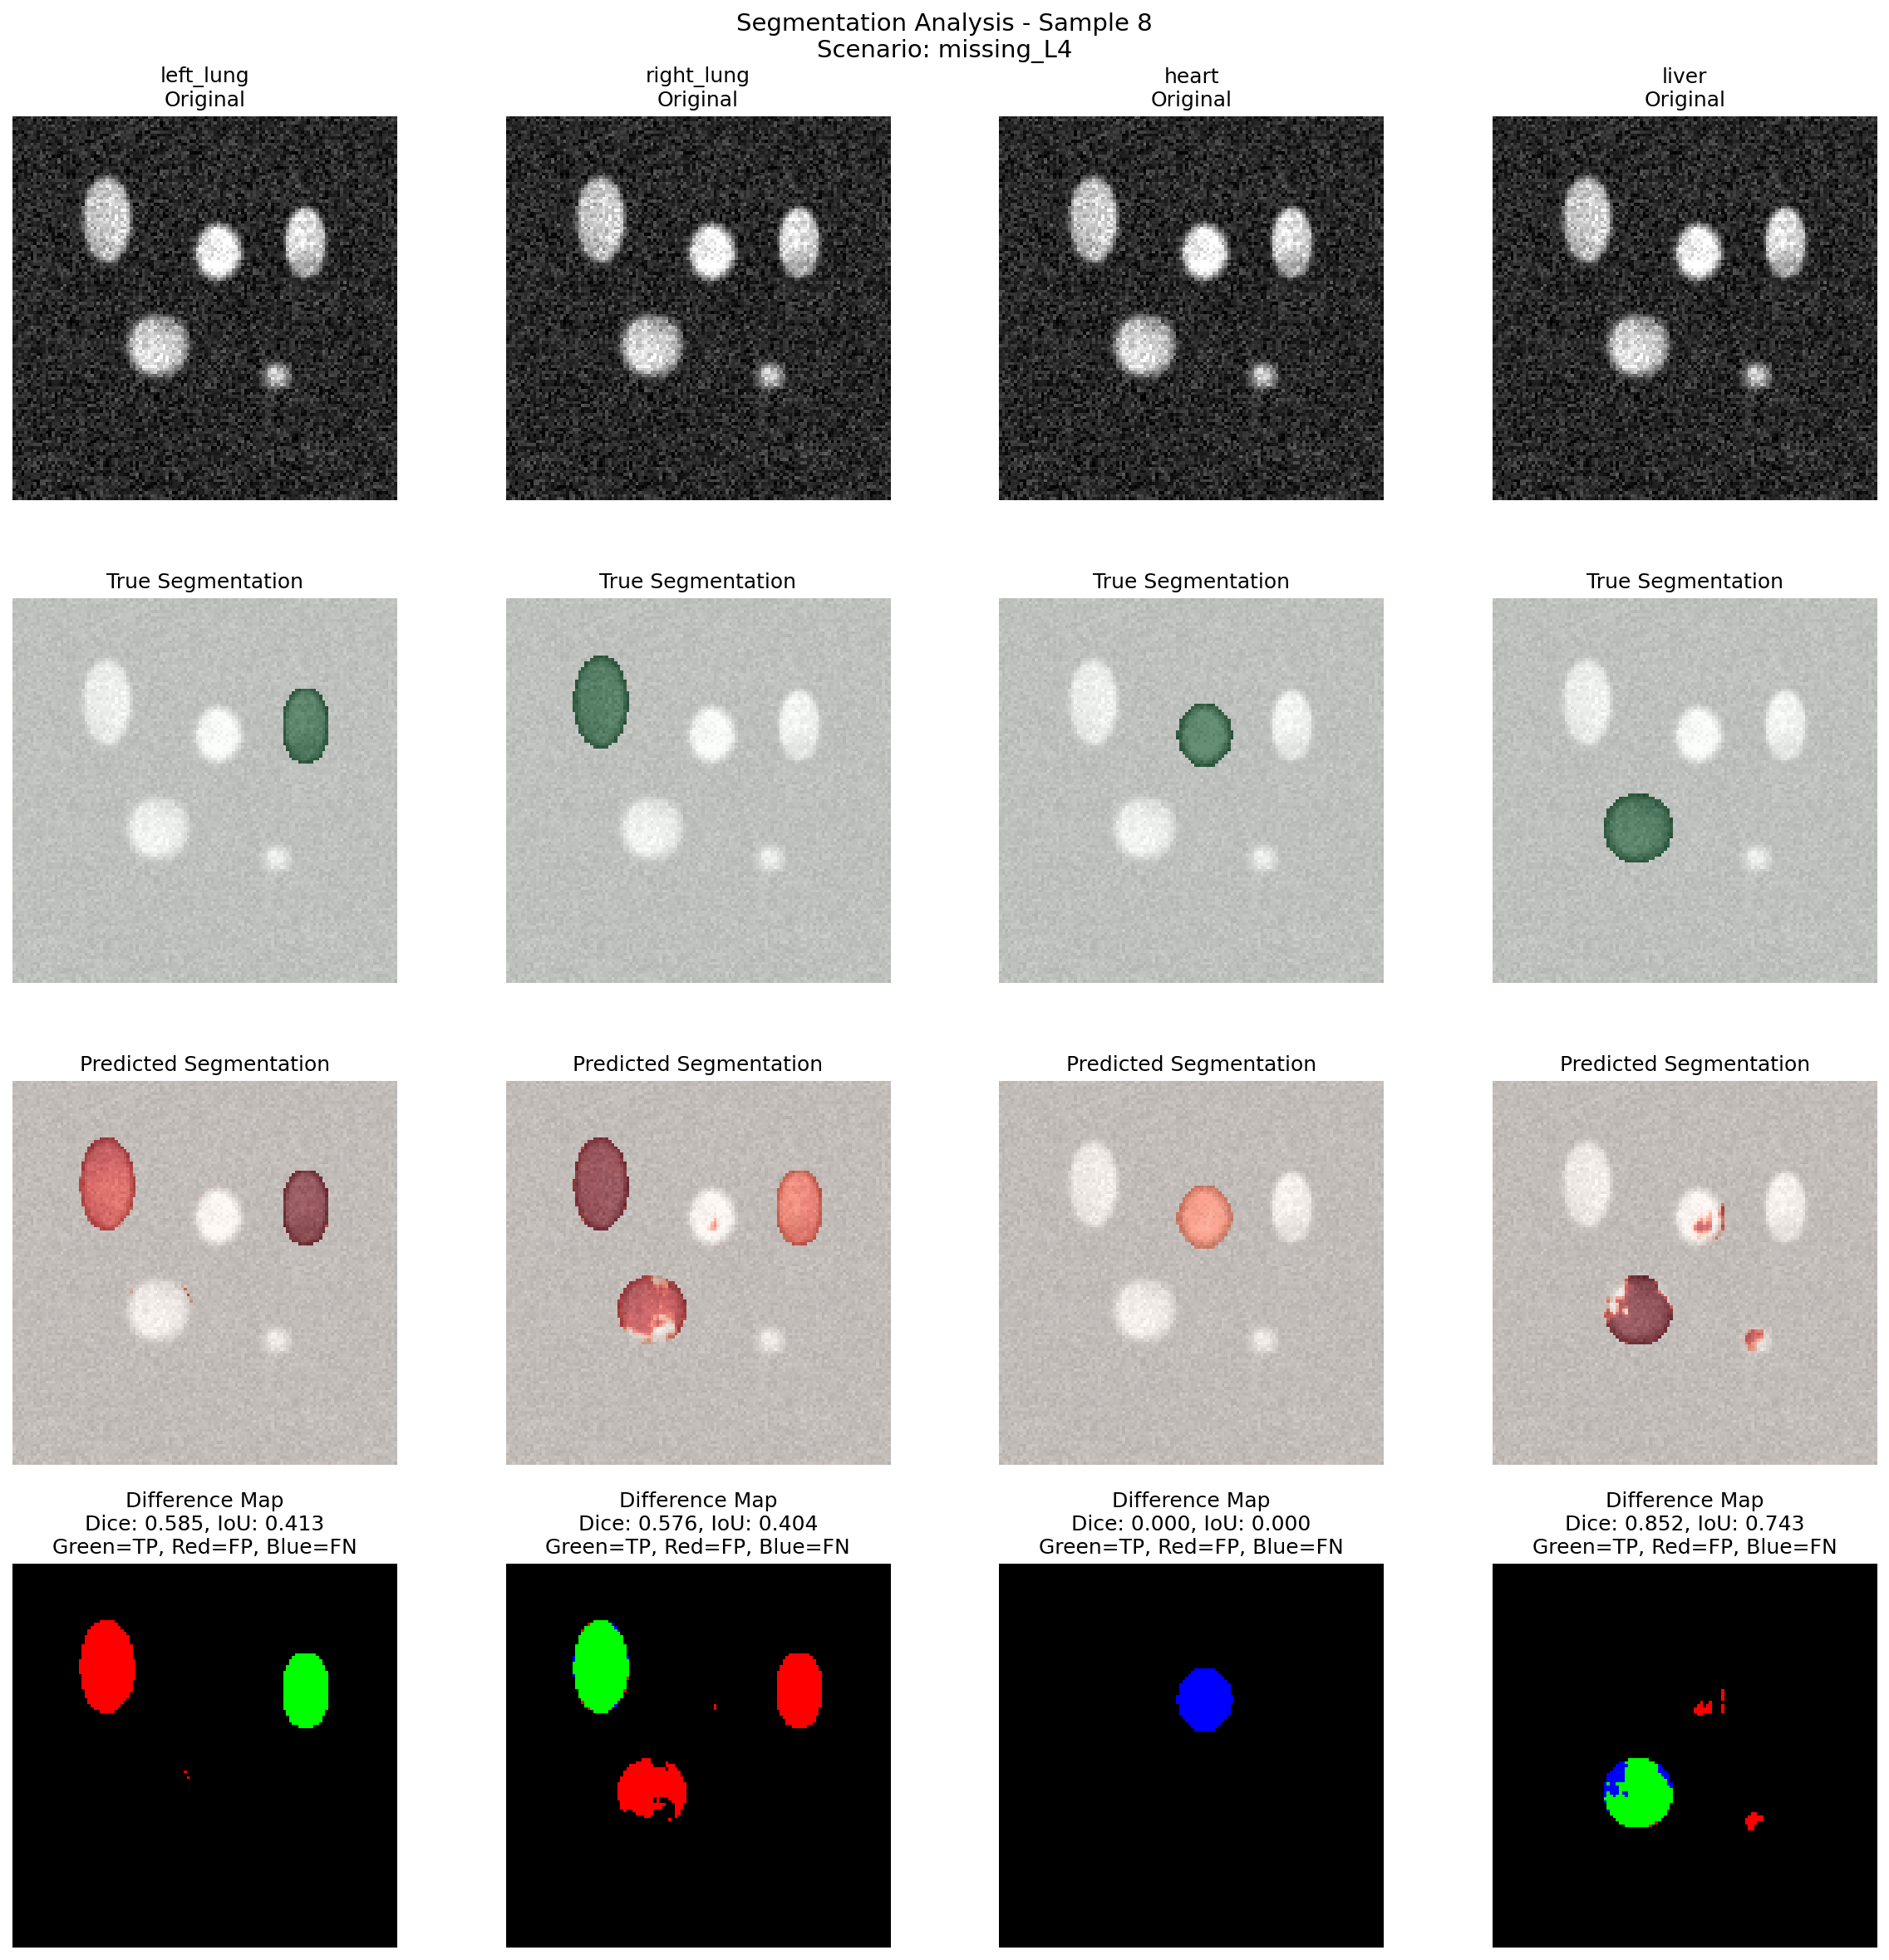 Segmentation Analysis - Sample 8
Scenario: missing_L4
left_lung
Original
right_lung
Original
heart
Original
liver
Original
True Segmentation
True Segmentation
True Segmentation
True Segmentation
Predicted Segmentation
Predicted Segmentation
Predicted Segmentation
Predicted Segmentation
Difference Map
Dice: 0.585, IoU: 0.413
Green=TP, Red=FP, Blue=FN
Difference Map
Dice: 0.576, IoU: 0.404
Green=TP, Red=FP, Blue=FN
Difference Map
Dice: 0.000, IoU: 0.000
Green=TP, Red=FP, Blue=FN
Difference Map
Dice: 0.852, IoU: 0.743
Green=TP, Red=FP, Blue=FN